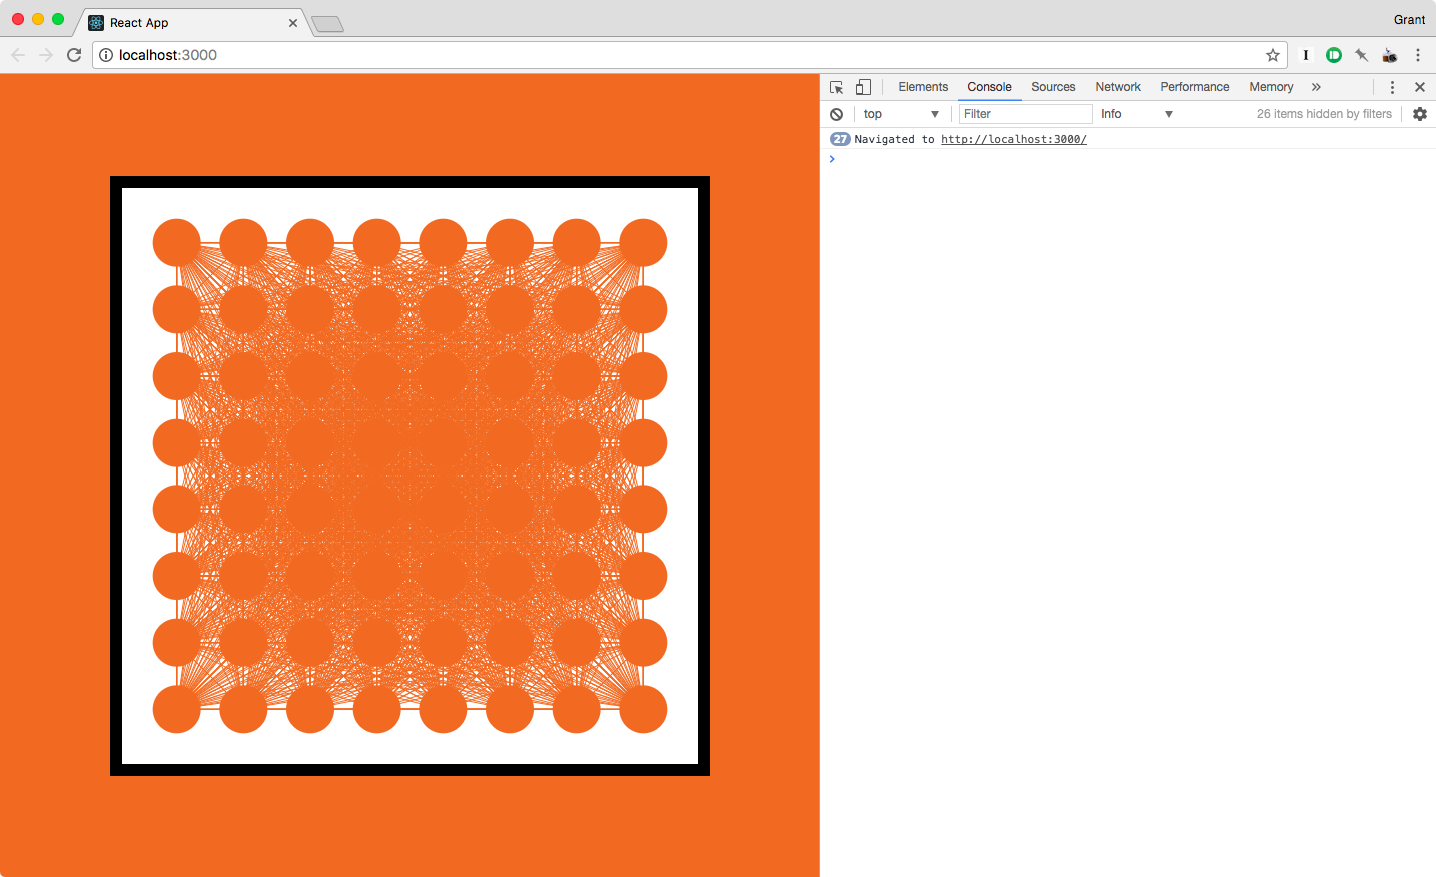 React App
Grant
localhost:3000
Elements Console Sources Network Performance Memory
top Filter Info 26 items hidden by filters
27 Navigated to http://localhost:3000/